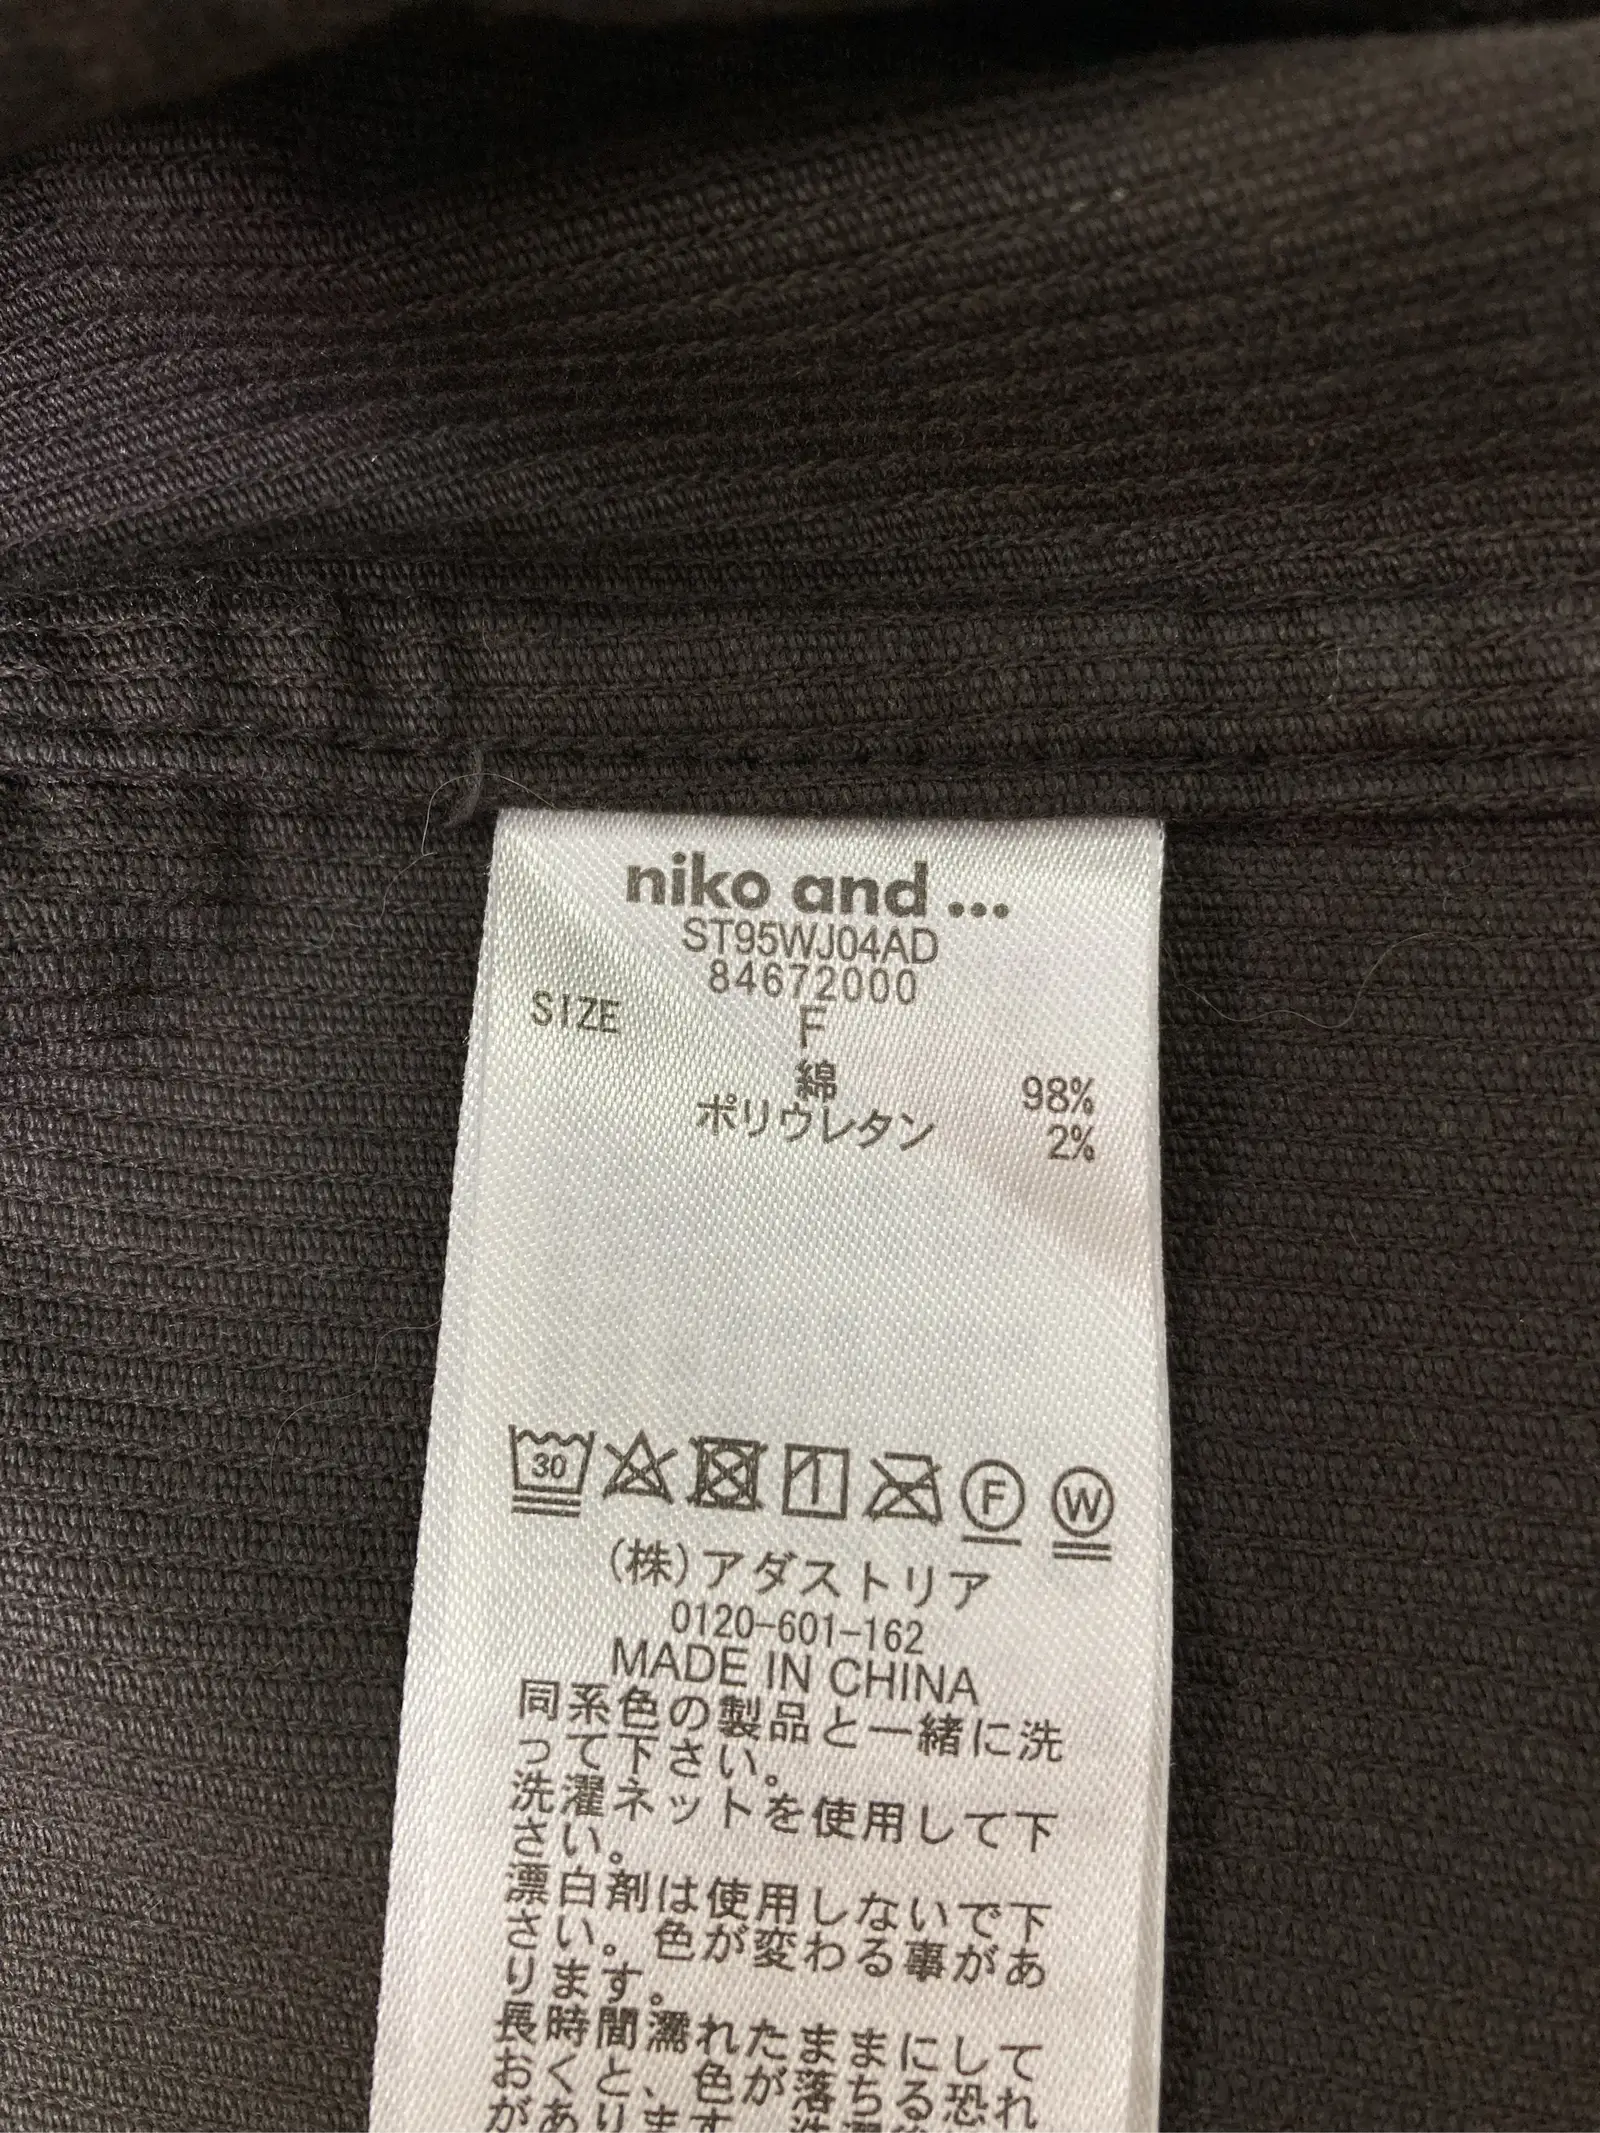 niko and ...
ST95WJ04AD
84672000
SIZE F
綿 98%
ポリウレタン 2%
30 F W
(株)アダストリア
0120-601-162
MADE IN CHINA
同系色の製品と一緒に洗
って下さい。
洗濯ネットを使用して下
さい。
漂白剤は使用しないで下
さい。色が変わる事があ
ります。
長時間濡れたままにして
おくと、色が落ちる恐れ
があります。